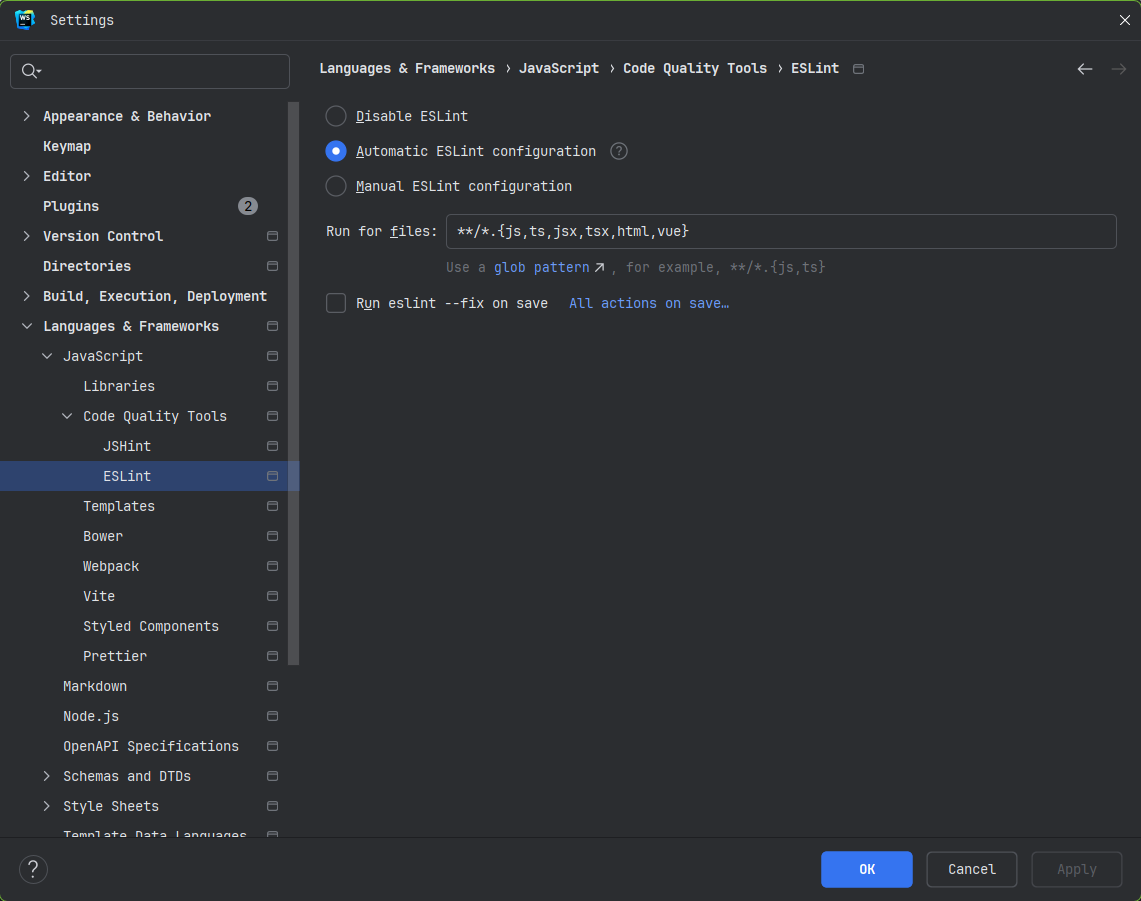 WS
Settings
Languages & Frameworks › JavaScript › Code Quality Tools › ESLint
Appearance & Behavior
Keymap
Editor
Plugins 2
Version Control
Directories
Build, Execution, Deployment
Languages & Frameworks
JavaScript
Libraries
Code Quality Tools
JSHint
ESLint
Templates
Bower
Webpack
Vite
Styled Components
Prettier
Markdown
Node.js
OpenAPI Specifications
Schemas and DTDs
Style Sheets
Template Data Languages
Disable ESLint
Automatic ESLint configuration ?
Manual ESLint configuration
Run for files: **/*.{js,ts,jsx,tsx,html,vue}
Use a glob pattern↗, for example, **/*.{js,ts}
Run eslint --fix on save All actions on save…
?
OK Cancel Apply